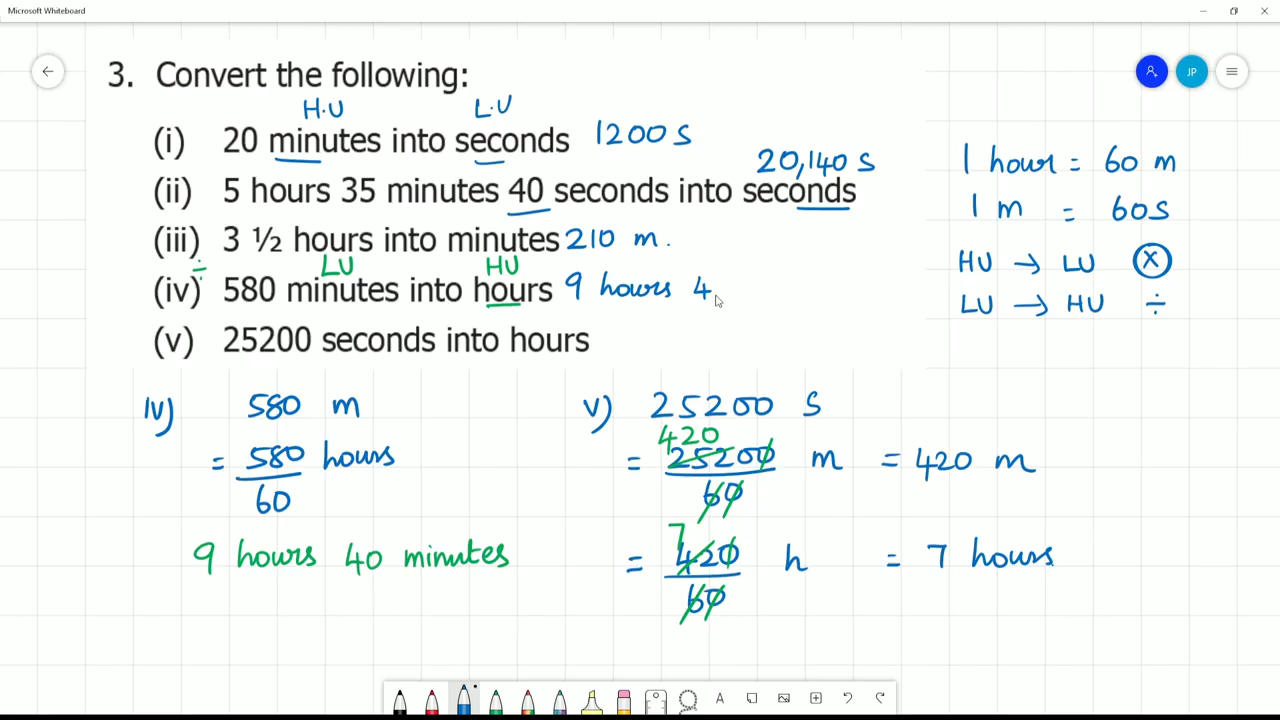 Microsoft Whiteboard
JP
3. Convert the following:
H.U L.U
(i) 20 minutes into seconds 1200 s
20,140 s
(ii) 5 hours 35 minutes 40 seconds into seconds
(iii) 3 ½ hours into minutes 210 m.
÷ LU HU
(iv) 580 minutes into hours 9 hours 4
(v) 25200 seconds into hours
1 hour = 60 m
1 m = 60s
HU → LU ×
LU → HU ÷
iv) 580 m
= 580/60 hours
9 hours 40 minutes
v) 25200 s
420
= 25200/60 m = 420 m
7
= 420/60 h = 7 hours
A